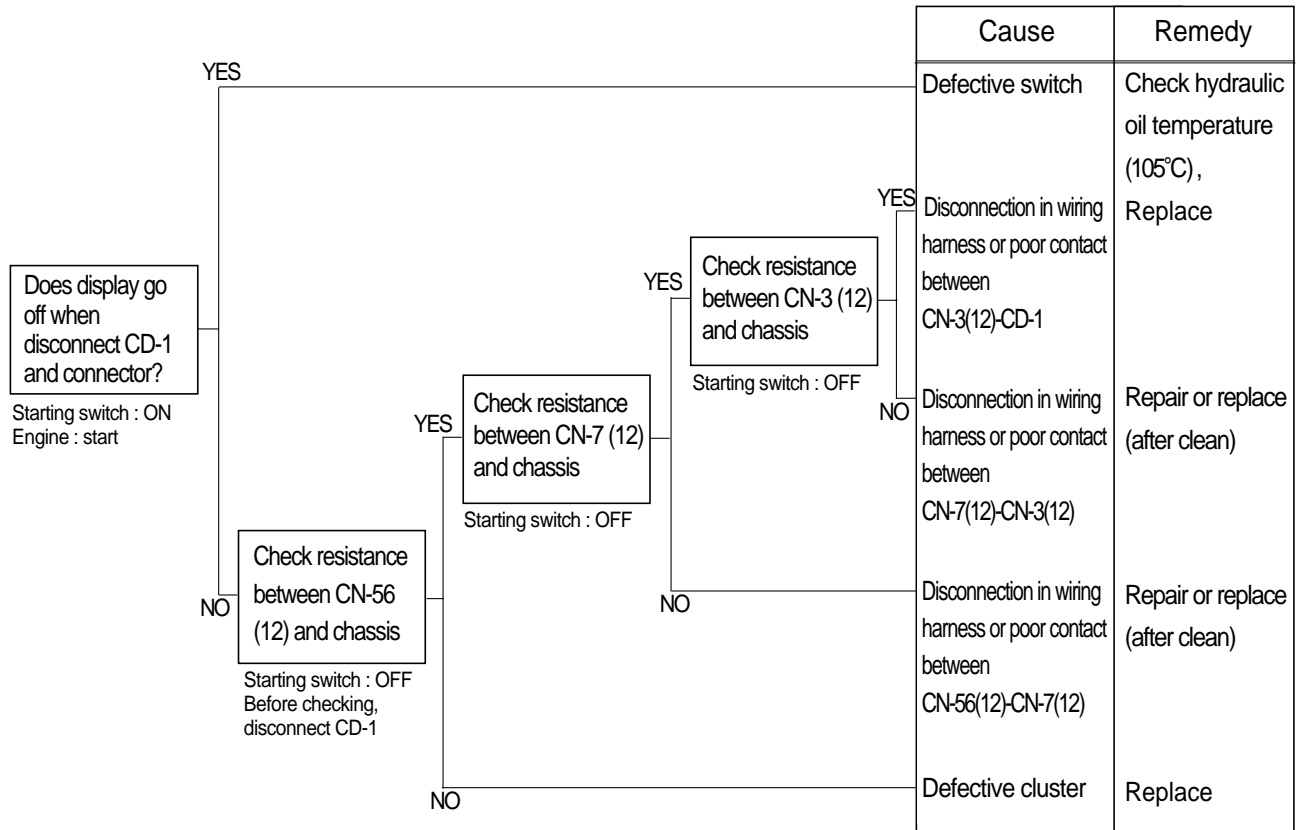 Cause
Remedy
YES
Defective switch
Check hydraulic
oil temperature
(105°C) ,
Replace
YES
Disconnection in wiring
harness or poor contact
between
CN-3(12)-CD-1
YES
Check resistance
between CN-3 (12)
and chassis
Starting switch : OFF
Does display go
off when
disconnect CD-1
and connector?
Starting switch : ON
Engine : start
NO
Disconnection in wiring
harness or poor contact
between
CN-7(12)-CN-3(12)
Repair or replace
(after clean)
YES
Check resistance
between CN-7 (12)
and chassis
Starting switch : OFF
NO
Check resistance
between CN-56
(12) and chassis
Starting switch : OFF
Before checking,
disconnect CD-1
NO
Disconnection in wiring
harness or poor contact
between
CN-56(12)-CN-7(12)
Repair or replace
(after clean)
NO
Defective cluster
Replace